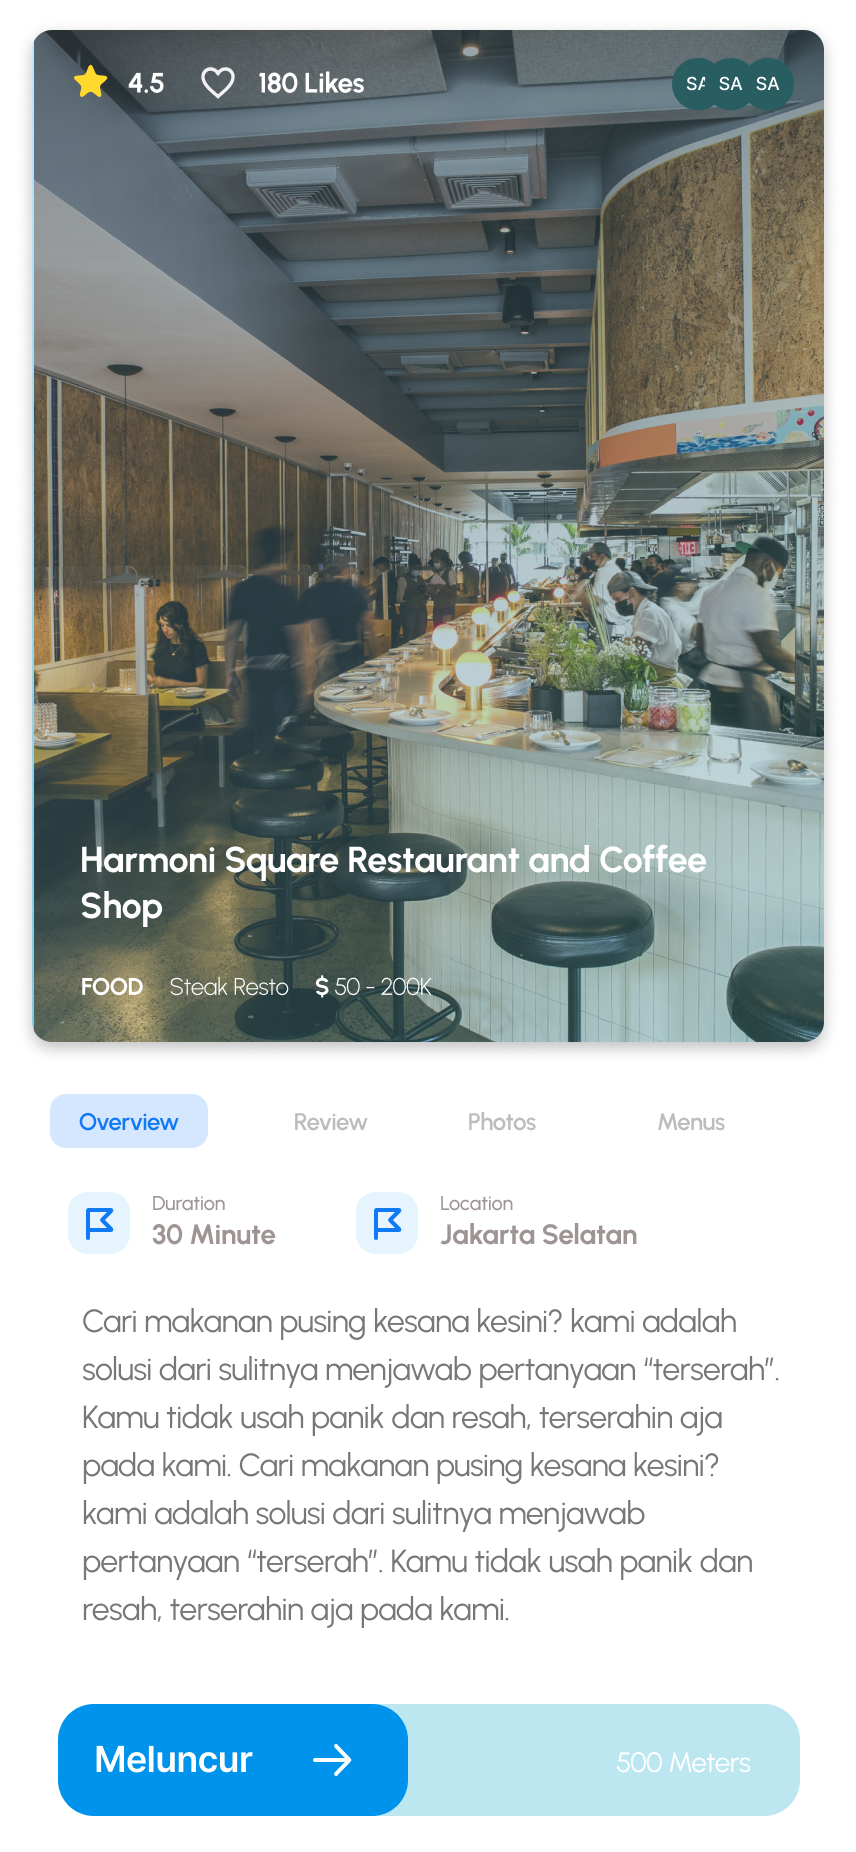 4.5 180 Likes SA SA SA
Harmoni Square Restaurant and Coffee
Shop
FOOD Steak Resto $ 50 - 200K
Overview Review Photos Menus
Duration Location
30 Minute Jakarta Selatan
Cari makanan pusing kesana kesini? kami adalah
solusi dari sulitnya menjawab pertanyaan “terserah”.
Kamu tidak usah panik dan resah, terserahin aja
pada kami. Cari makanan pusing kesana kesini?
kami adalah solusi dari sulitnya menjawab
pertanyaan “terserah”. Kamu tidak usah panik dan
resah, terserahin aja pada kami.
Meluncur 500 Meters